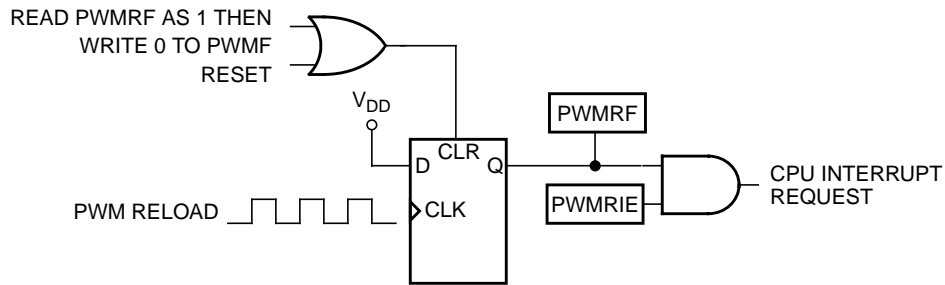 READ PWMRF AS 1 THEN
WRITE 0 TO PWMF
RESET
VDD
PWMRF
CLR
D
Q
CPU INTERRUPT
REQUEST
PWMRIE
PWM RELOAD
CLK